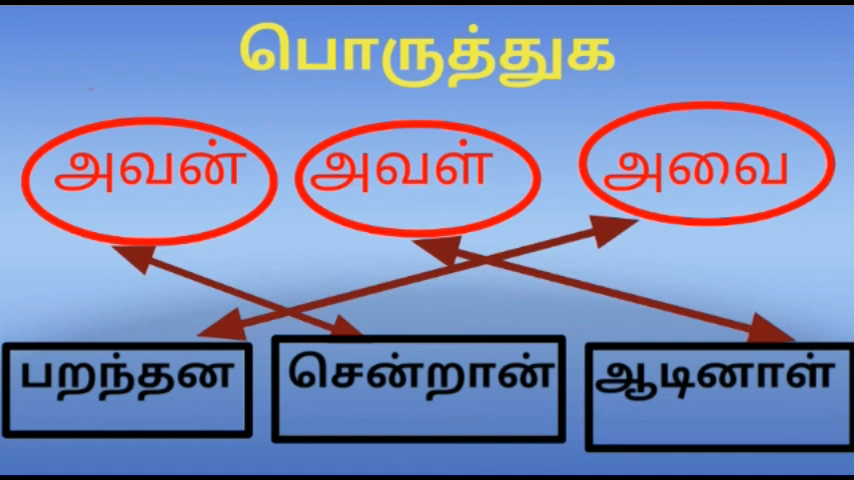 பொருத்துக
அவன் அவள் அவை
பறந்தன சென்றான் ஆடினாள்